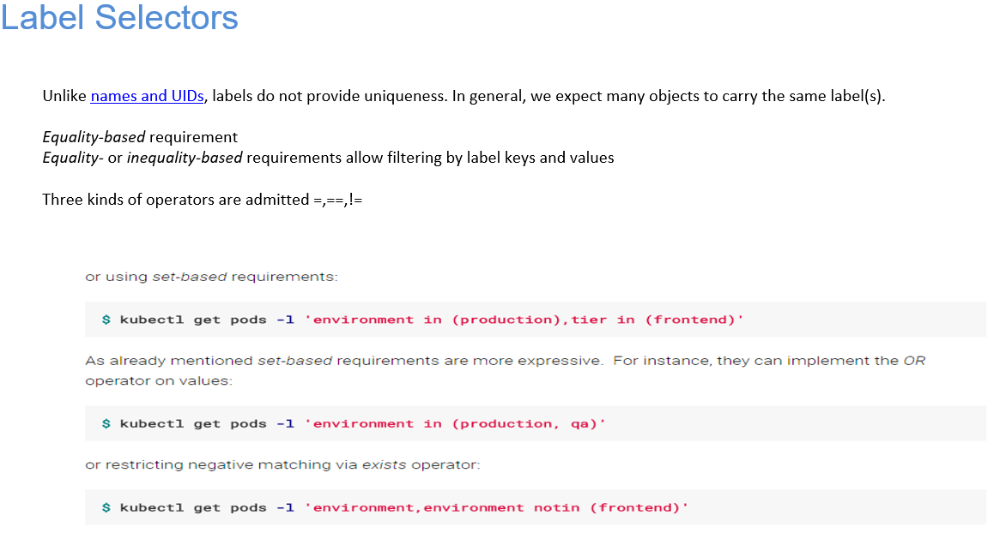 Label Selectors
Unlike names and UIDs, labels do not provide uniqueness. In general, we expect many objects to carry the same label(s).
Equality-based requirement
Equality- or inequality-based requirements allow filtering by label keys and values
Three kinds of operators are admitted =,==,!=
or using set-based requirements:
$ kubectl get pods -l 'environment in (production),tier in (frontend)'
As already mentioned set-based requirements are more expressive. For instance, they can implement the OR
operator on values:
$ kubectl get pods -l 'environment in (production, qa)'
or restricting negative matching via exists operator:
$ kubectl get pods -l 'environment,environment notin (frontend)'